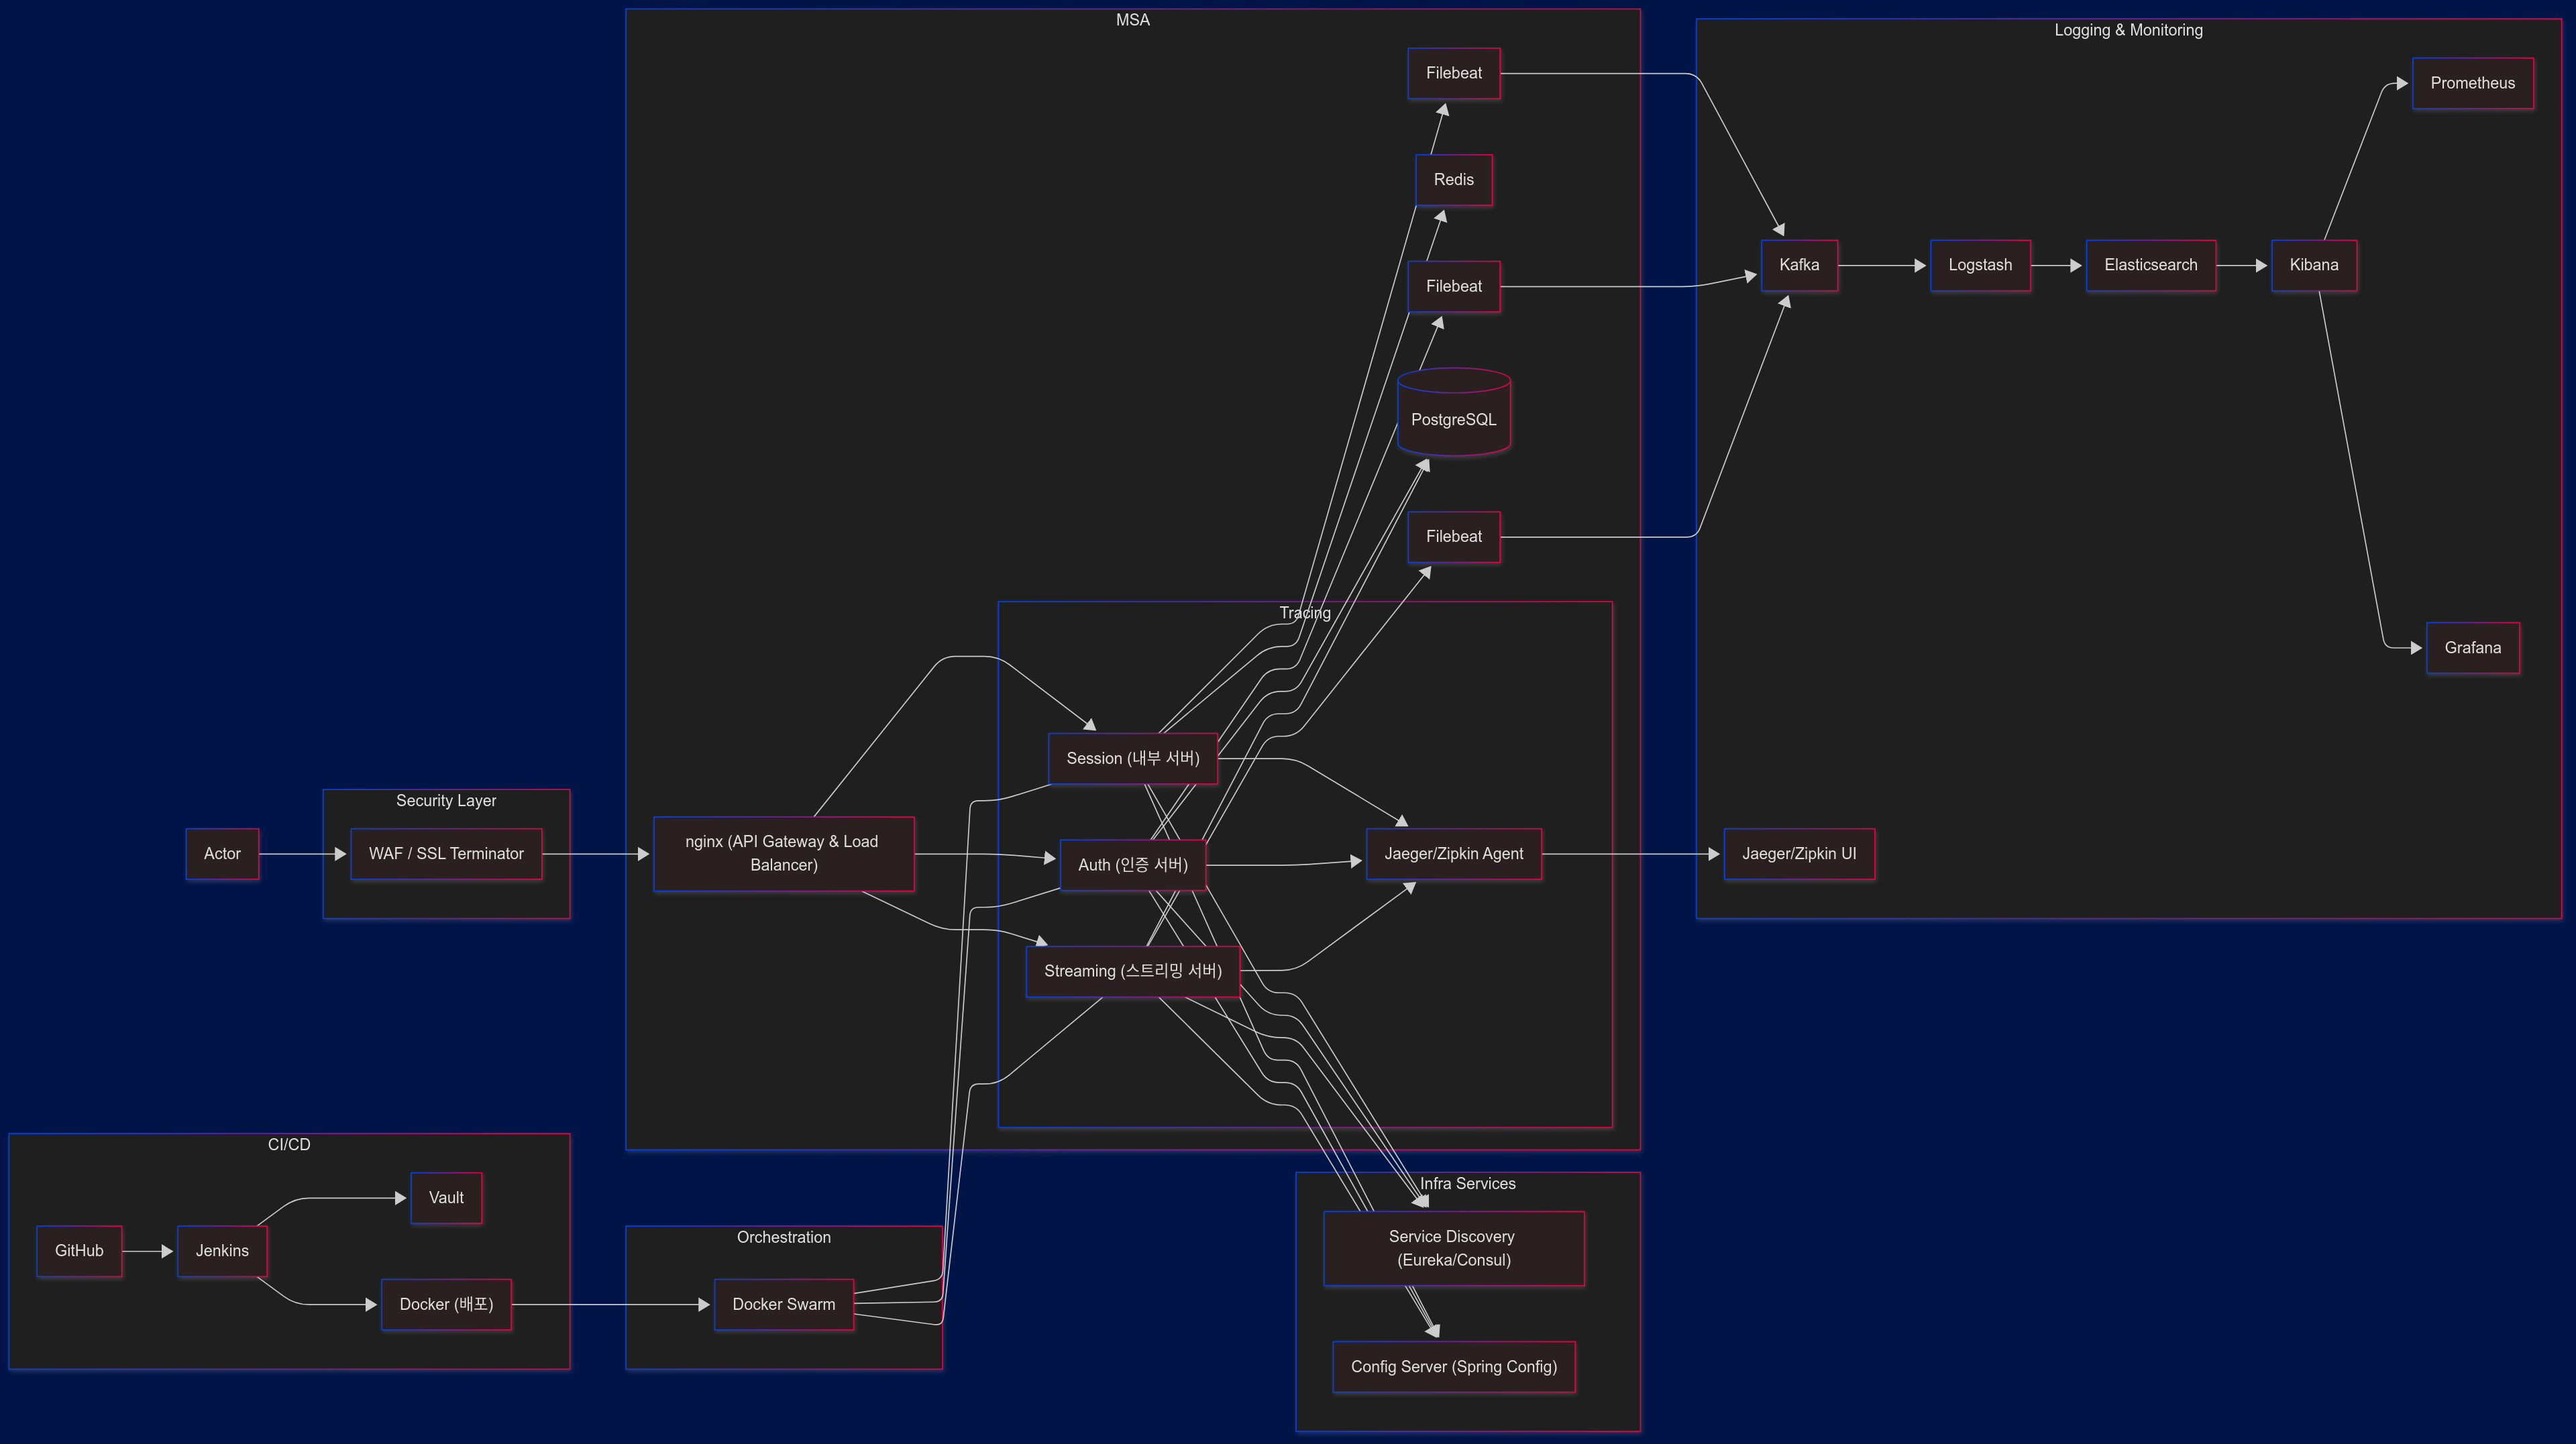 MSA
Filebeat
Redis
Filebeat
PostgreSQL
Filebeat
Tracing
Session (내부 서버)
nginx (API Gateway & Load
Balancer)
Auth (인증 서버)
Streaming (스트리밍 서버)
Jaeger/Zipkin Agent
Logging & Monitoring
Prometheus
Kafka
Logstash
Elasticsearch
Kibana
Grafana
Jaeger/Zipkin UI
Security Layer
Actor
WAF / SSL Terminator
CI/CD
Vault
GitHub
Jenkins
Docker (배포)
Orchestration
Docker Swarm
Infra Services
Service Discovery
(Eureka/Consul)
Config Server (Spring Config)